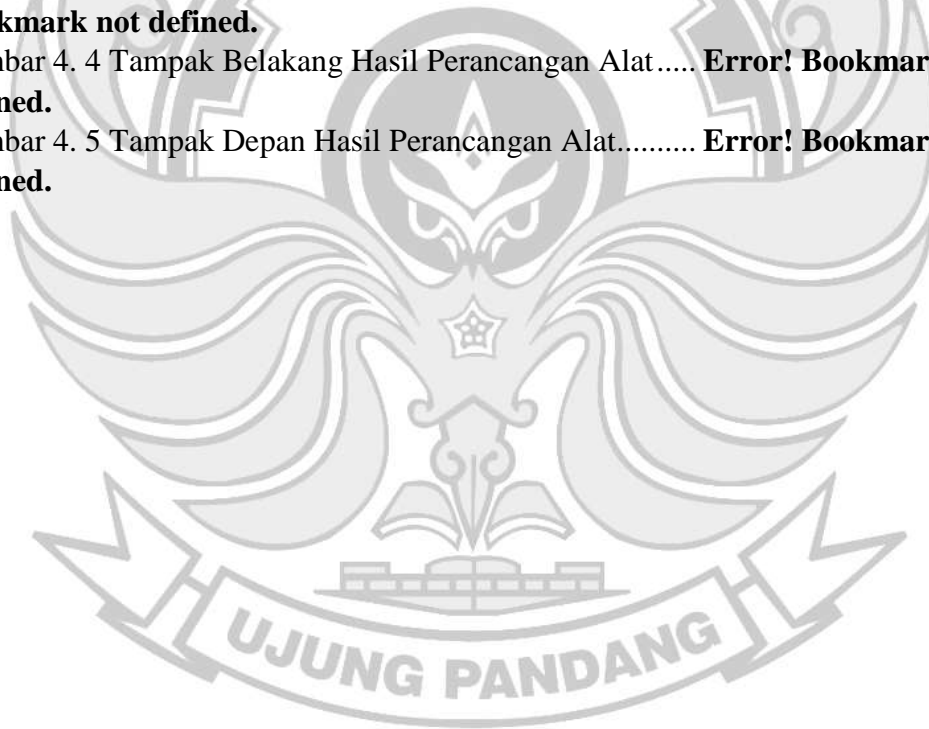 kmark not defined.
bar 4. 4 Tampak Belakang Hasil Perancangan Alat..... Error! Bookmar
ned.
bar 4. 5 Tampak Depan Hasil Perancangan Alat.......... Error! Bookmar
ned.
UJUNG PANDANG